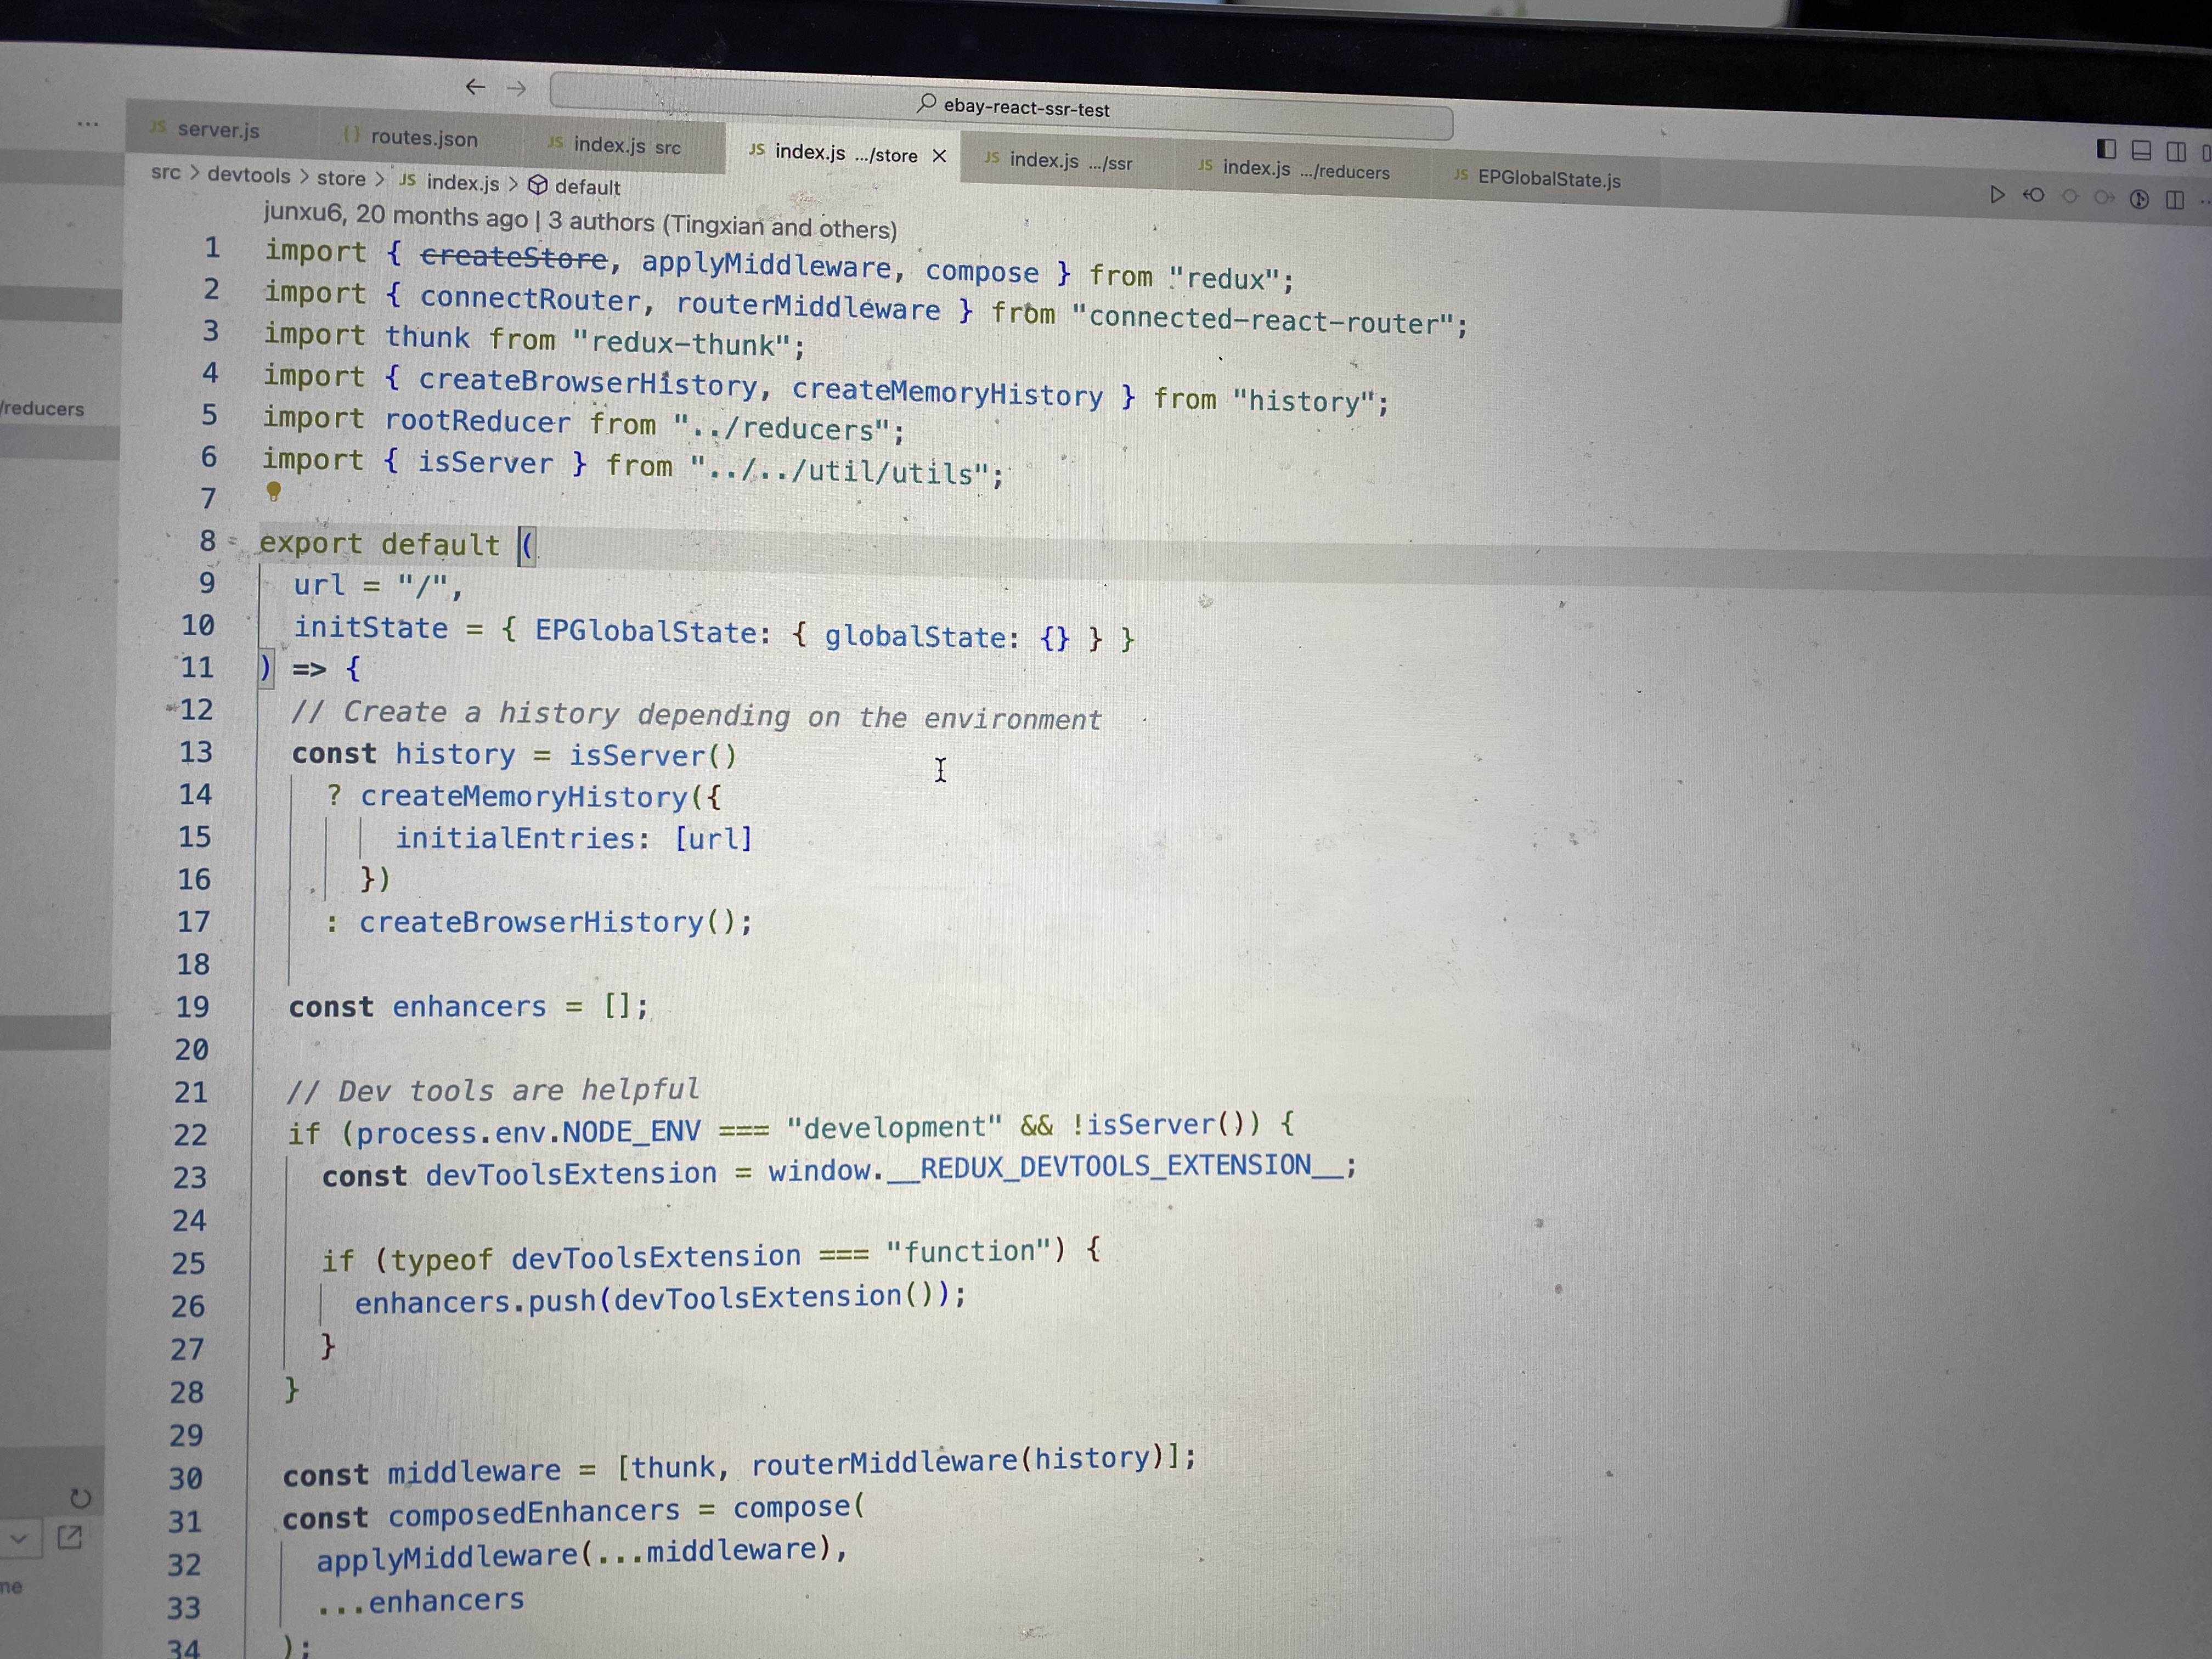 ebay-react-ssr-test
server.js
routes.json
index.js src
index.js .../store
index.js .../ssr
index.js .../reducers
EPGlobalState.js
src > devtools > store > JS index.js > default
junxu6, 20 months ago | 3 authors (Tingxian and others)
/reducers
1 import { createStore, applyMiddleware, compose } from "redux";
2 import { connectRouter, routerMiddleware } from "connected-react-router";
3 import thunk from "redux-thunk";
4 import { createBrowserHistory, createMemoryHistory } from "history";
5 import rootReducer from "../reducers";
6 import { isServer } from "../../util/utils";
7
8 export default (
9 url = "/",
10 initState = { EPGlobalState: { globalState: {} } }
11 ) => {
12 // Create a history depending on the environment
13 const history = isServer()
14 ? createMemoryHistory({
15 initialEntries: [url]
16 })
17 : createBrowserHistory();
18
19 const enhancers = [];
20
21 // Dev tools are helpful
22 if (process.env.NODE_ENV === "development" && !isServer()) {
23 const devToolsExtension = window.__REDUX_DEVTOOLS_EXTENSION__;
24
25 if (typeof devToolsExtension === "function") {
26 enhancers.push(devToolsExtension());
27 }
28 }
29
30 const middleware = [thunk, routerMiddleware(history)];
31 const composedEnhancers = compose(
32 applyMiddleware(...middleware),
33 ...enhancers
34 );